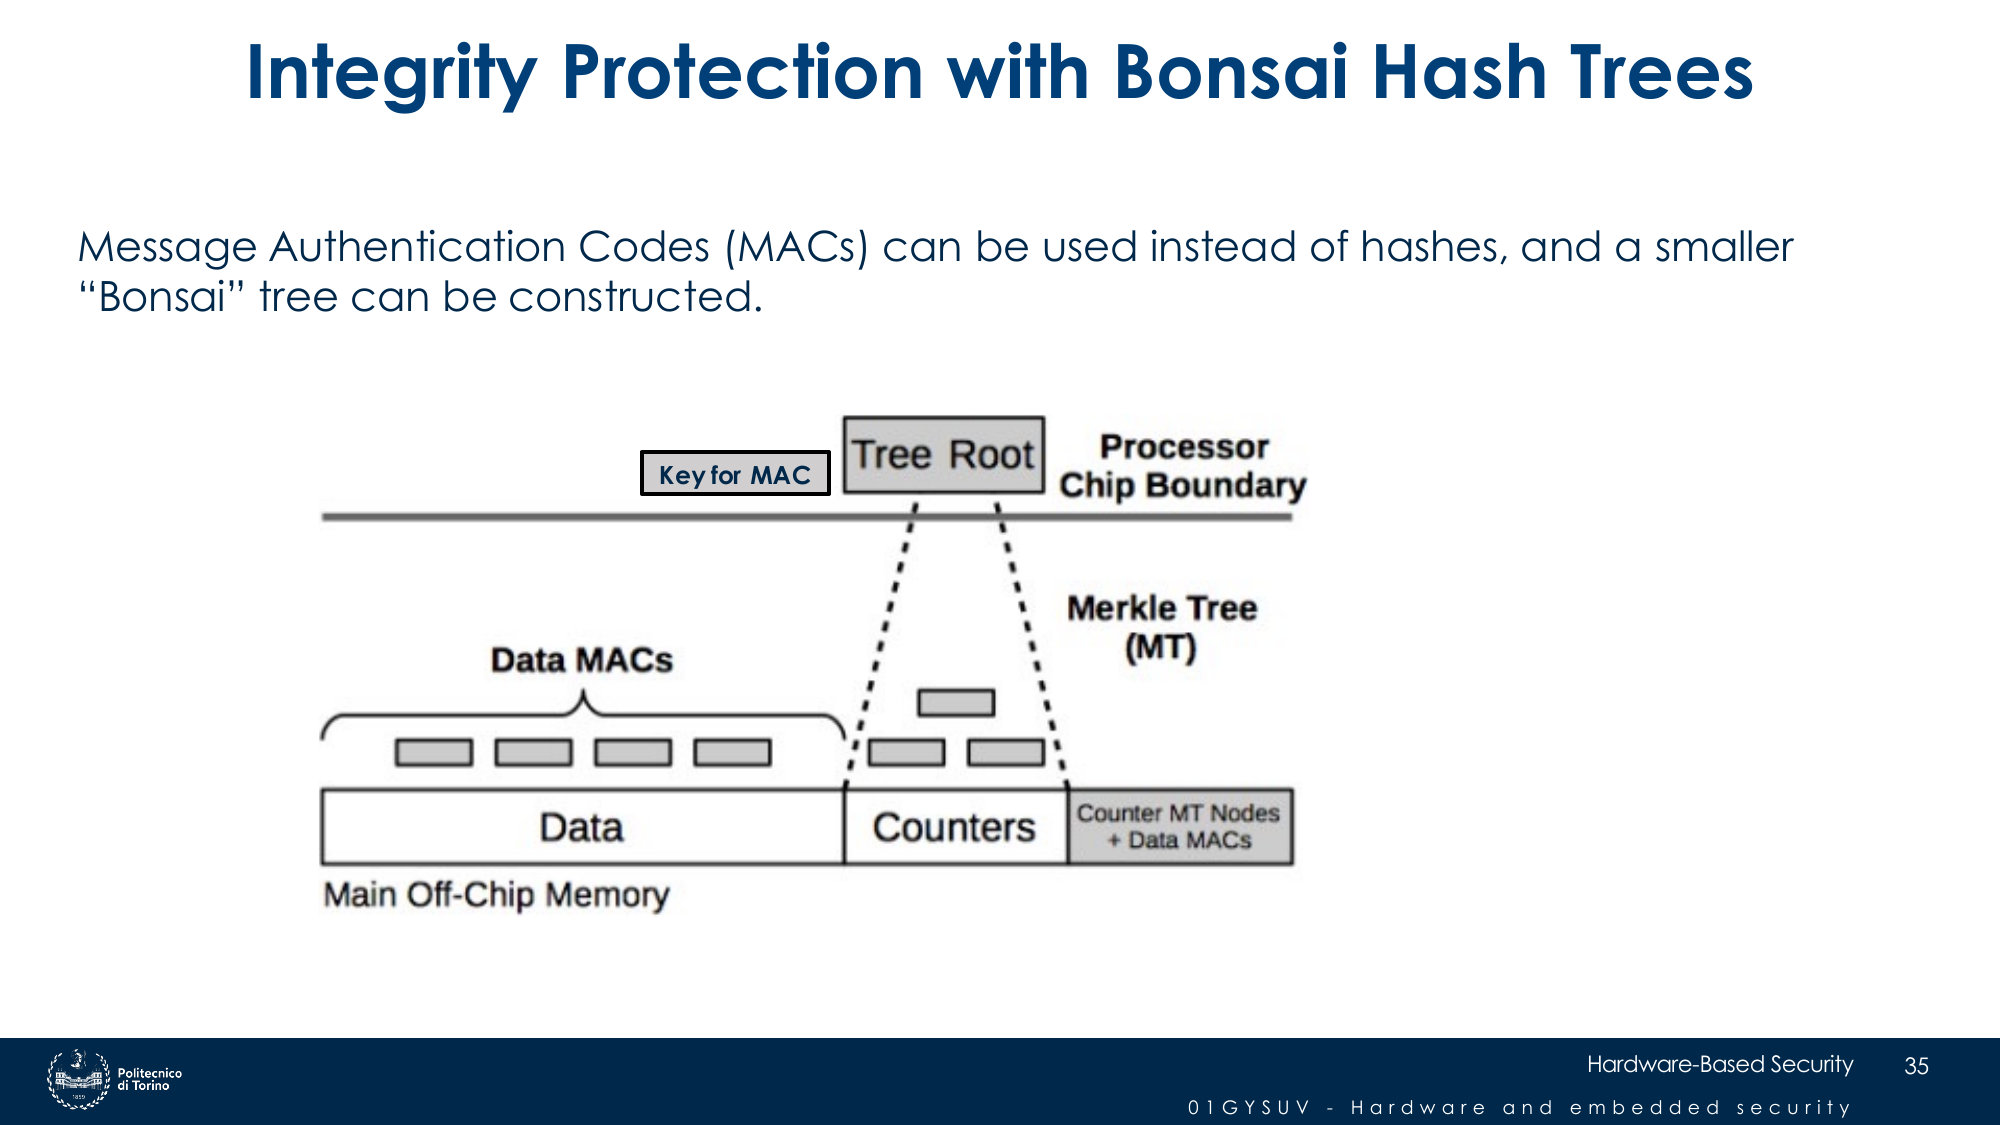 Integrity Protection with Bonsai Hash Trees
Message Authentication Codes (MACs) can be used instead of hashes, and a smaller
“Bonsai” tree can be constructed.
Key for MAC
Tree Root
Processor
Chip Boundary
Merkle Tree
(MT)
Data MACs
Data
Counters
Counter MT Nodes
+ Data MACs
Main Off-Chip Memory
Politecnico
di Torino
1859
Hardware-Based Security
35
01GYSUV - Hardware and embedded security